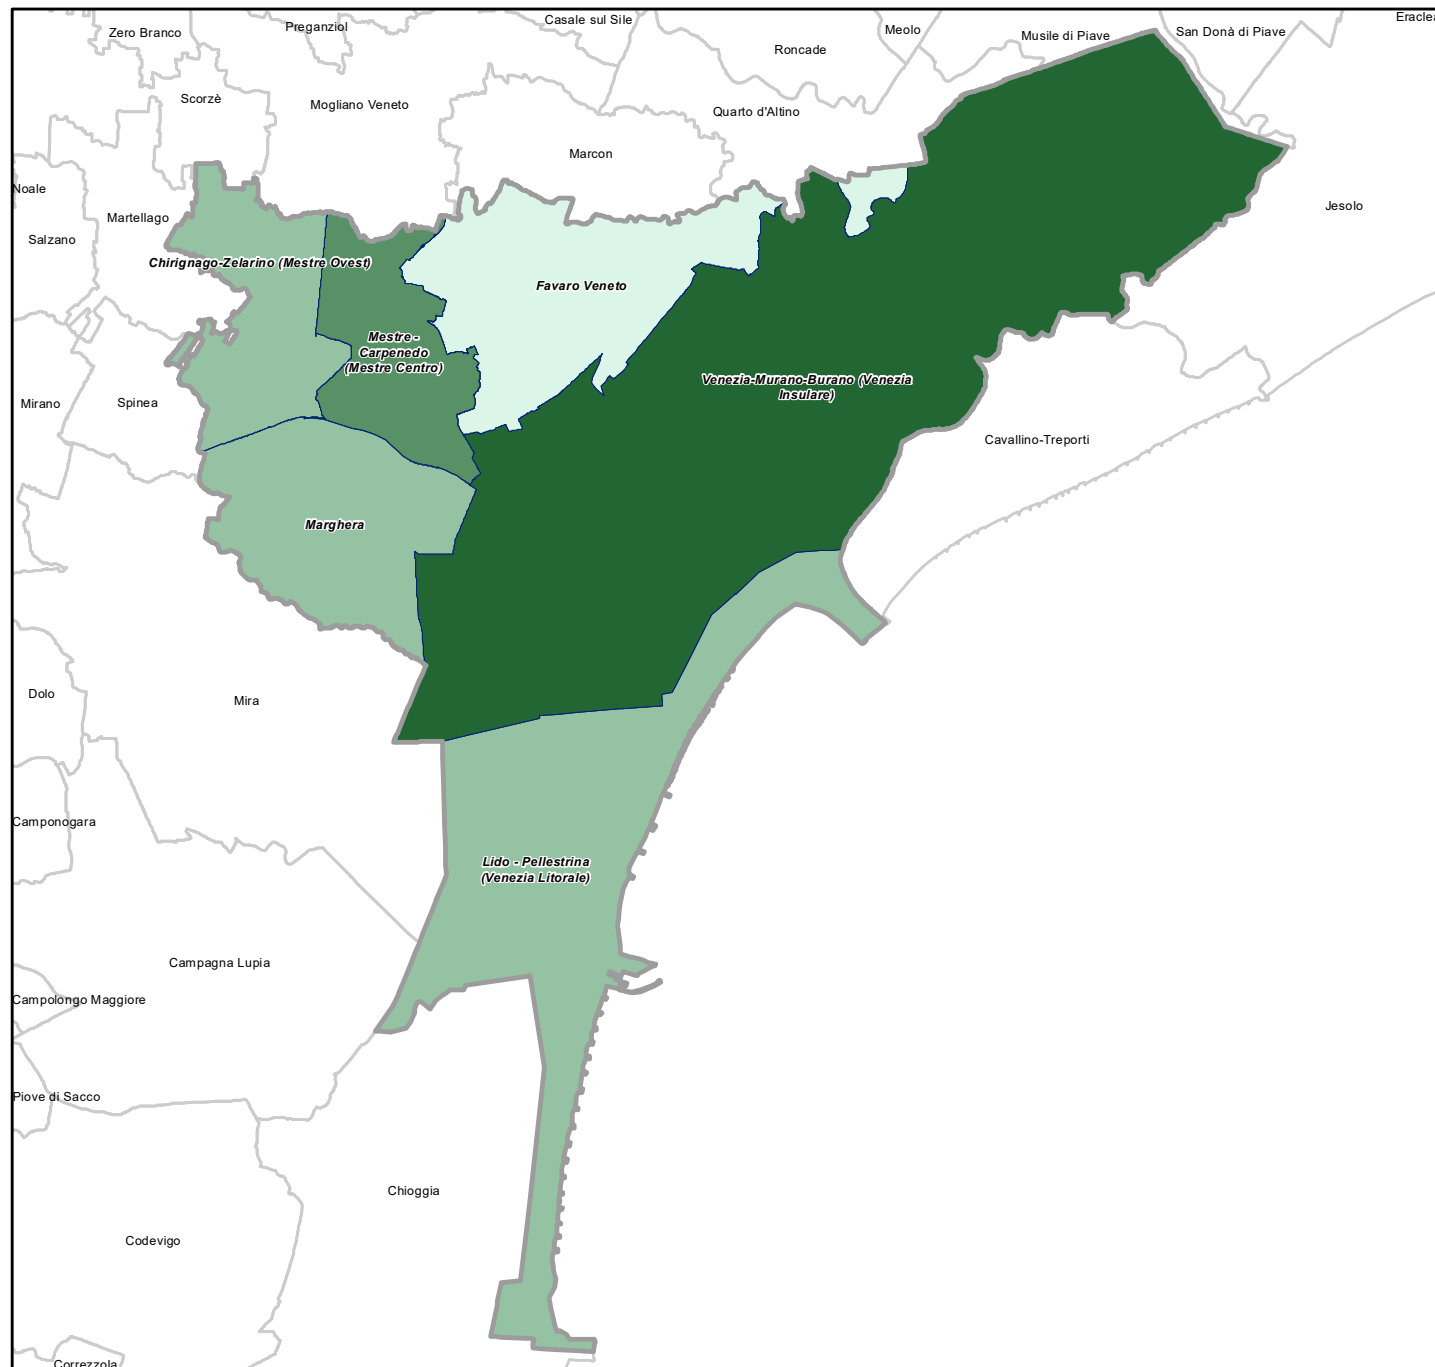 Casale sul Sile
Eraclea
Zero Branco
Preganziol
Meolo
San Donà di Piave
Musile di Piave
Roncade
Scorzè
Mogliano Veneto
Quarto d'Altino
Marcon
Noale
Martellago
Jesolo
Salzano
Chirignago-Zelarino (Mestre Ovest)
Favaro Veneto
Mestre -
Carpenedo
(Mestre Centro)
Venezia-Murano-Burano (Venezia
Insulare)
Mirano
Spinea
Cavallino-Treporti
Marghera
Dolo
Mira
Camponogara
Lido - Pellestrina
(Venezia Litorale)
Campagna Lupia
Campolongo Maggiore
Piove di Sacco
Chioggia
Codevigo
Correzzola